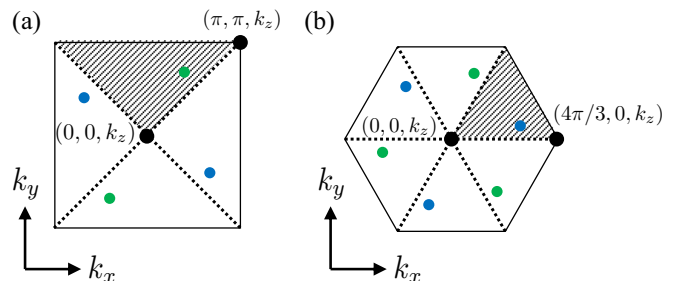 (a)
(π, π, k_z)
(b)
(0, 0, k_z)
(0, 0, k_z)
(4π/3, 0, k_z)
k_y
k_x
k_y
k_x